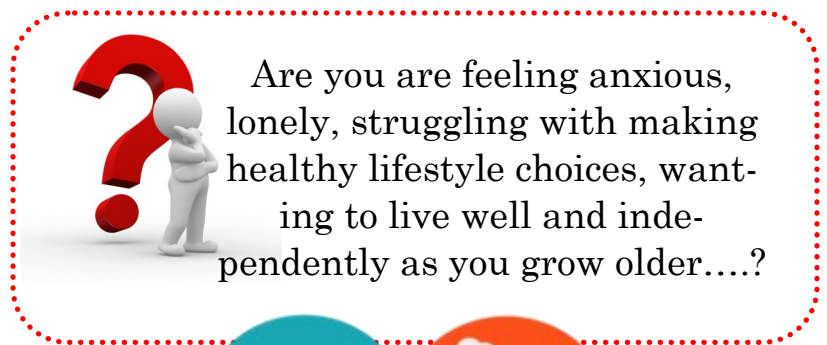 Are you are feeling anxious,
lonely, struggling with making
healthy lifestyle choices, want-
ing to live well and inde-
pendently as you grow older….?